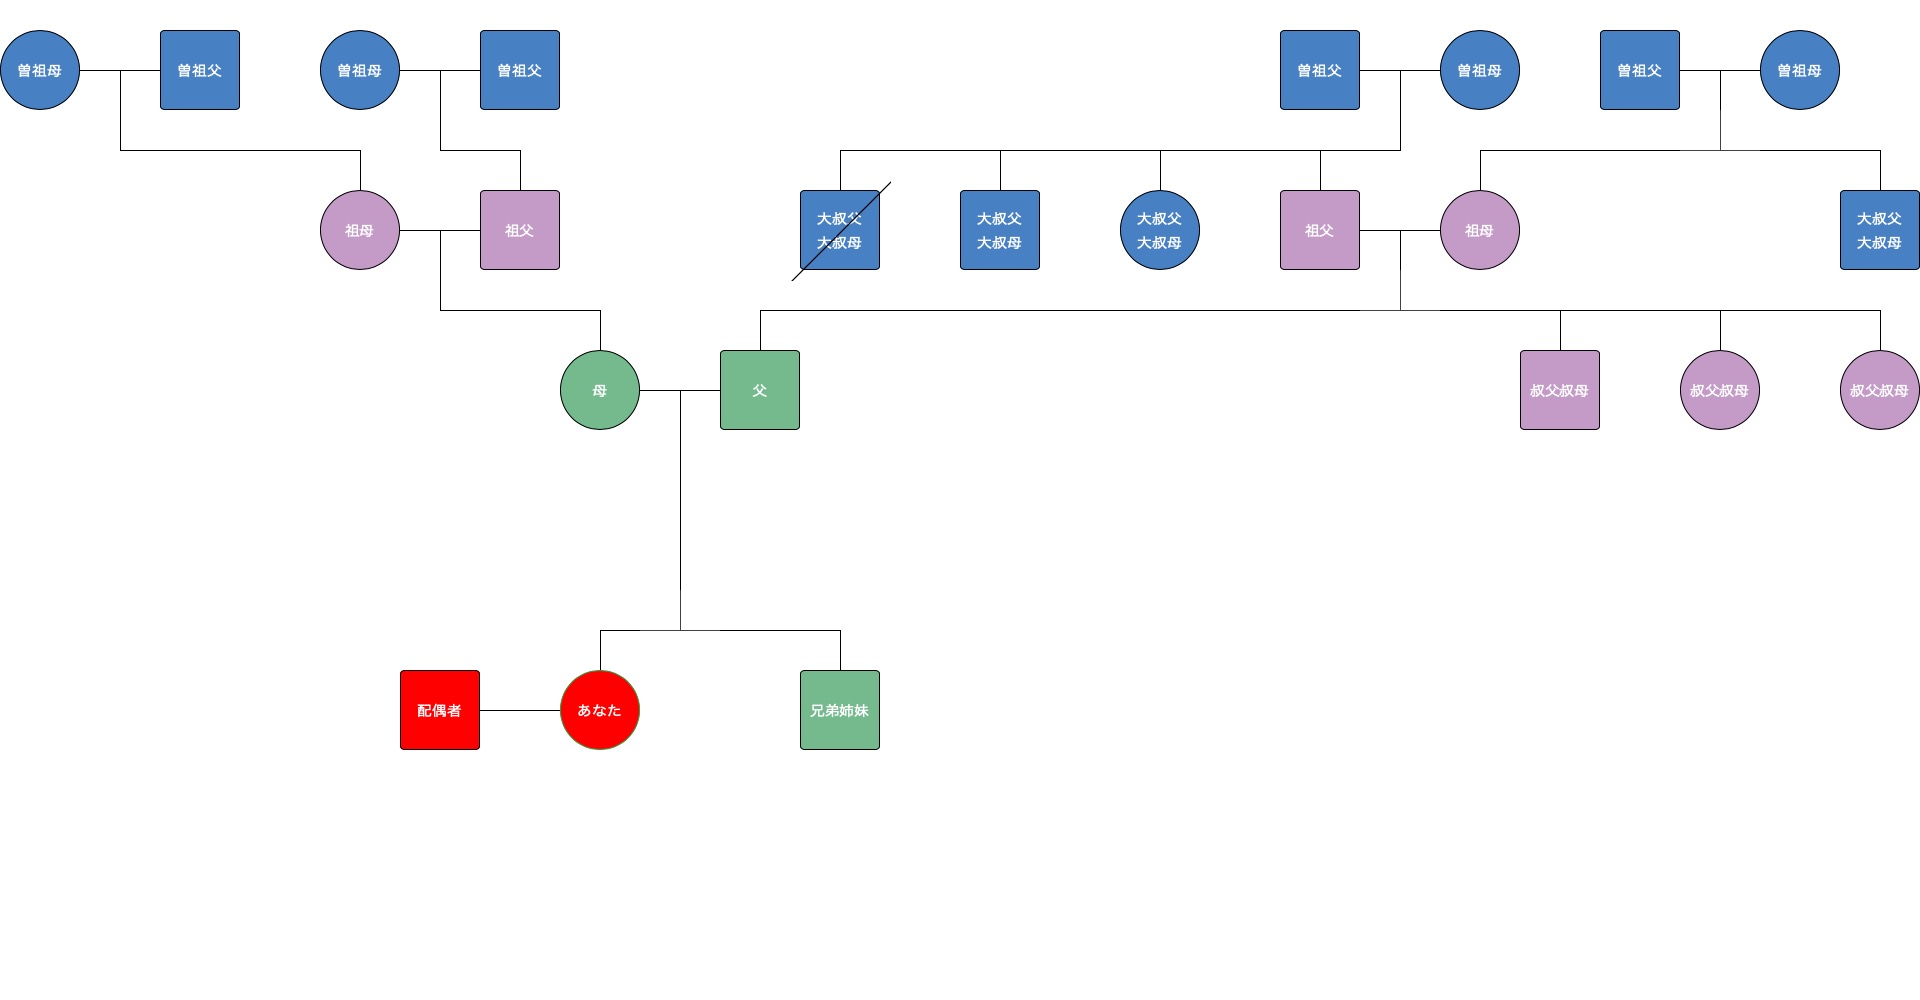 曽祖母
曽祖父
曽祖母
曽祖父
曽祖父
曽祖母
曽祖父
曽祖母
祖母
祖父
大叔父
大叔母
大叔父
大叔母
大叔父
大叔母
祖父
祖母
大叔父
大叔母
母
父
叔父叔母
叔父叔母
叔父叔母
配偶者
あなた
兄弟姉妹